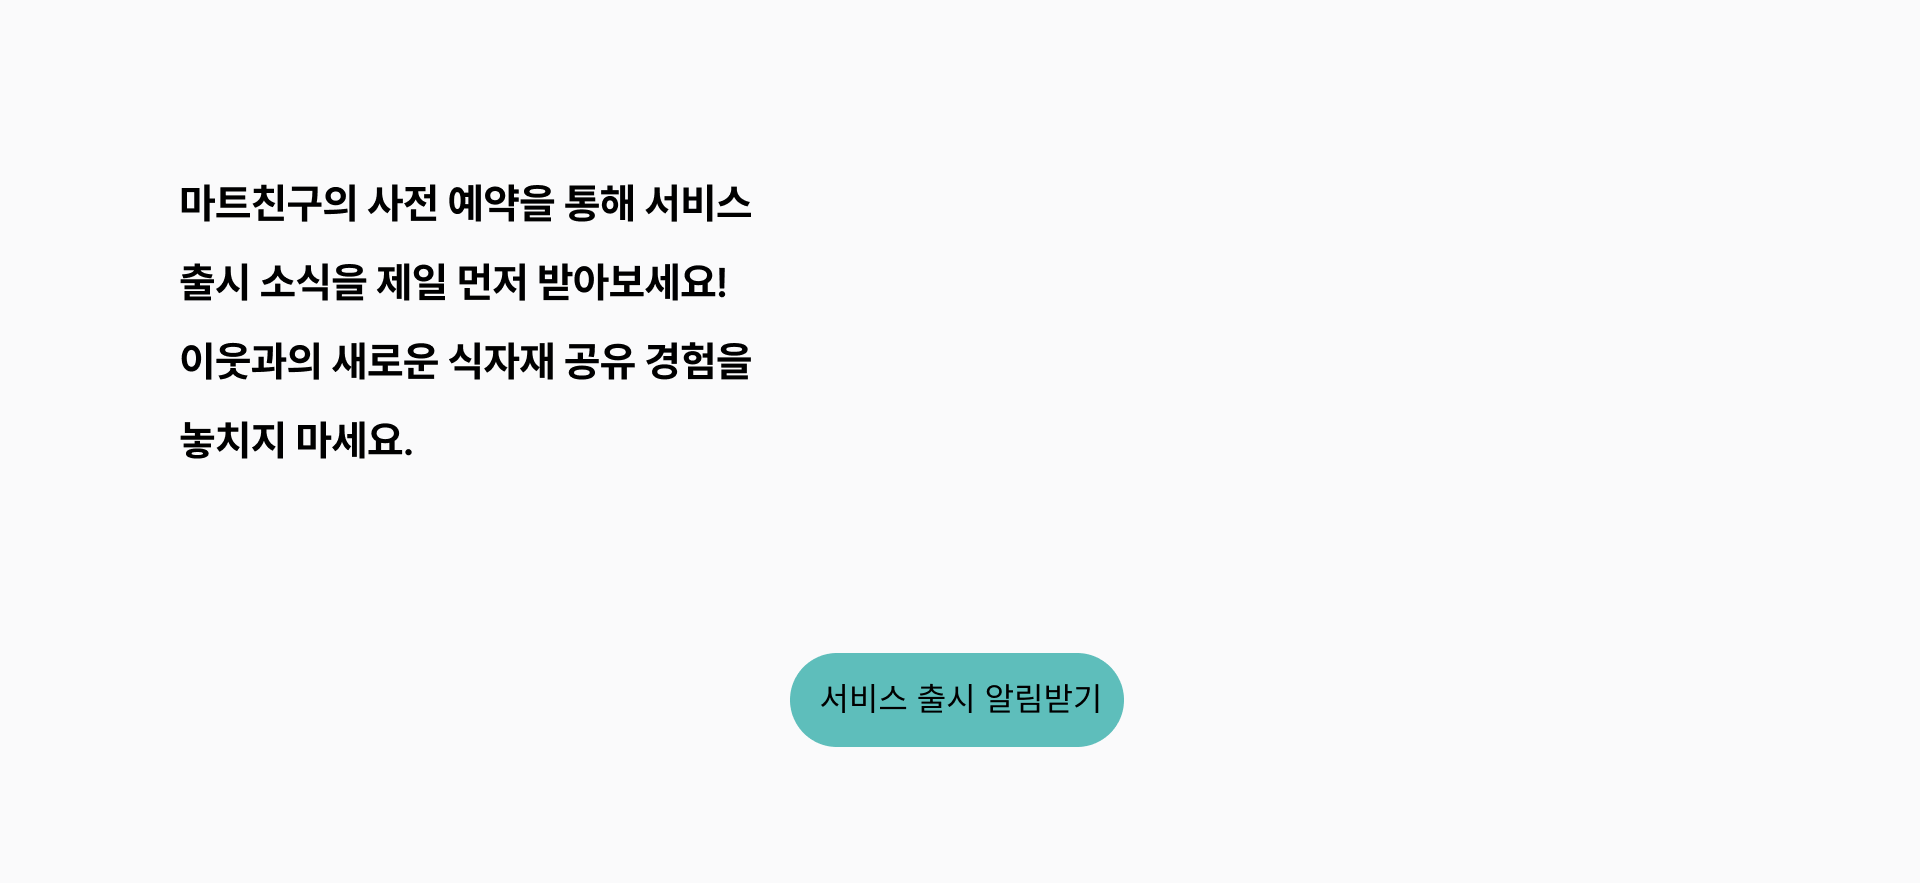 마트친구의 사전 예약을 통해 서비스
출시 소식을 제일 먼저 받아보세요!
이웃과의 새로운 식자재 공유 경험을
놓치지 마세요.
서비스 출시 알림받기